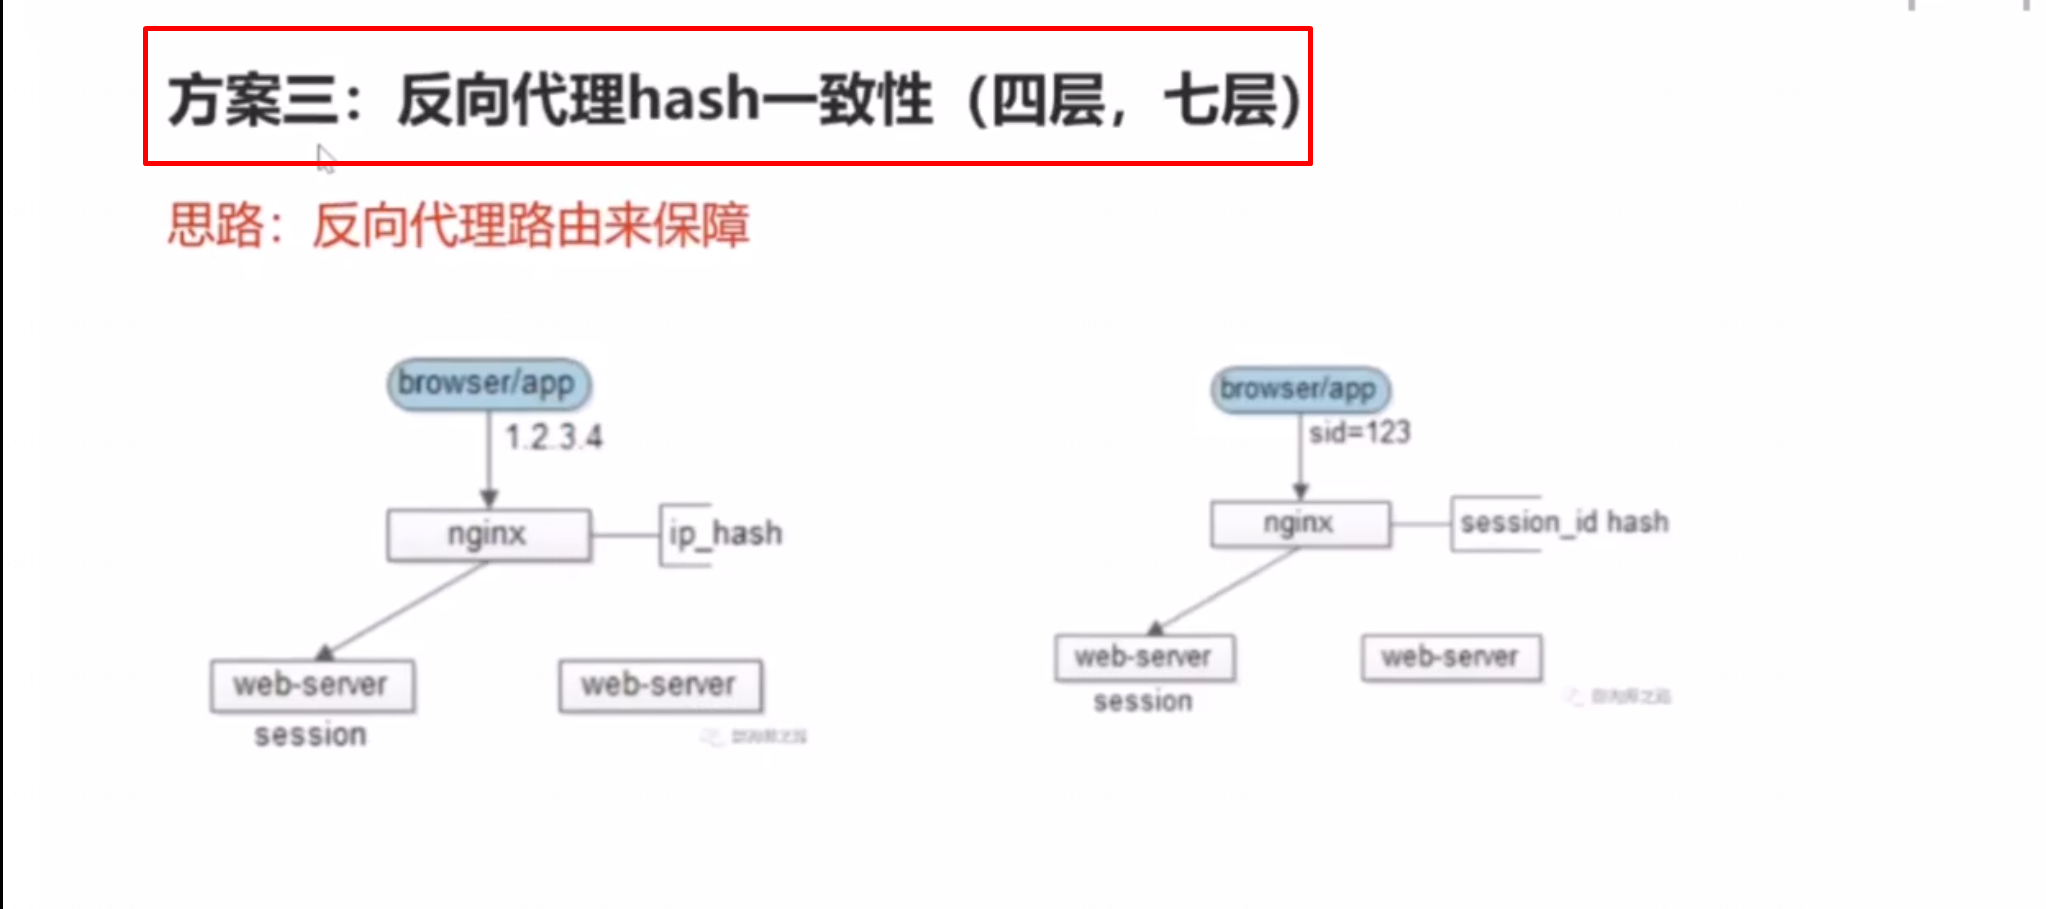 方案三：反向代理hash一致性（四层，七层）
思路：反向代理路由来保障
browser/app
1.2.3.4
nginx
ip_hash
web-server
web-server
session
browser/app
sid=123
nginx
session_id hash
web-server
web-server
session